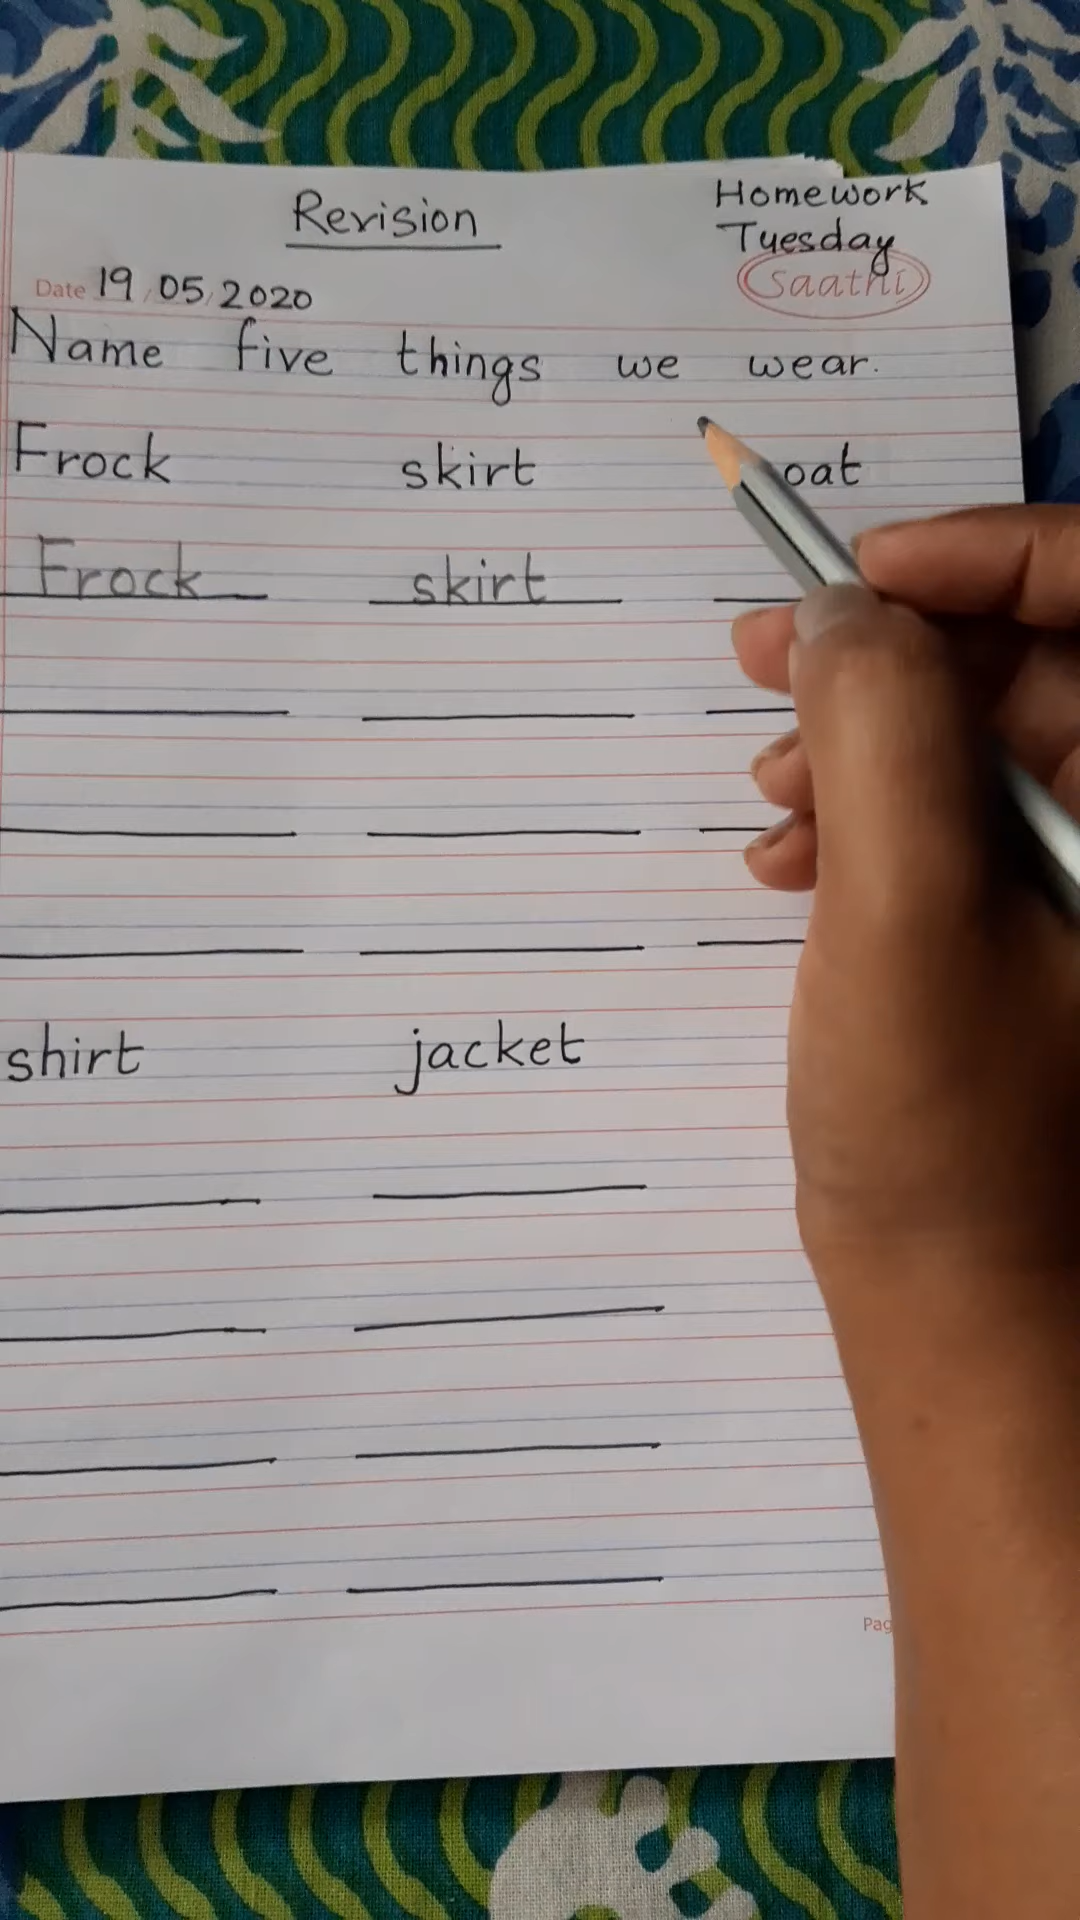 Revision
Homework
Tuesday
saathi
Date 19/05/2020
Name five things we wear.
Frock skirt oat
Frock skirt
shirt jacket
Pag